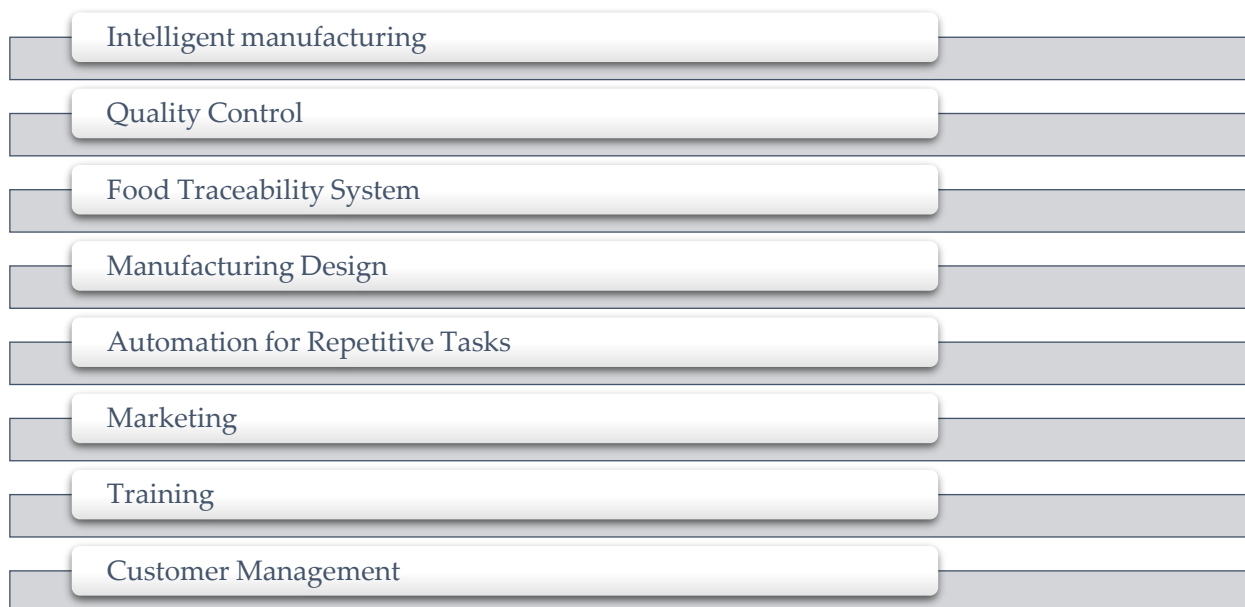 Intelligent manufacturing
Quality Control
Food Traceability System
Manufacturing Design
Automation for Repetitive Tasks
Marketing
Training
Customer Management